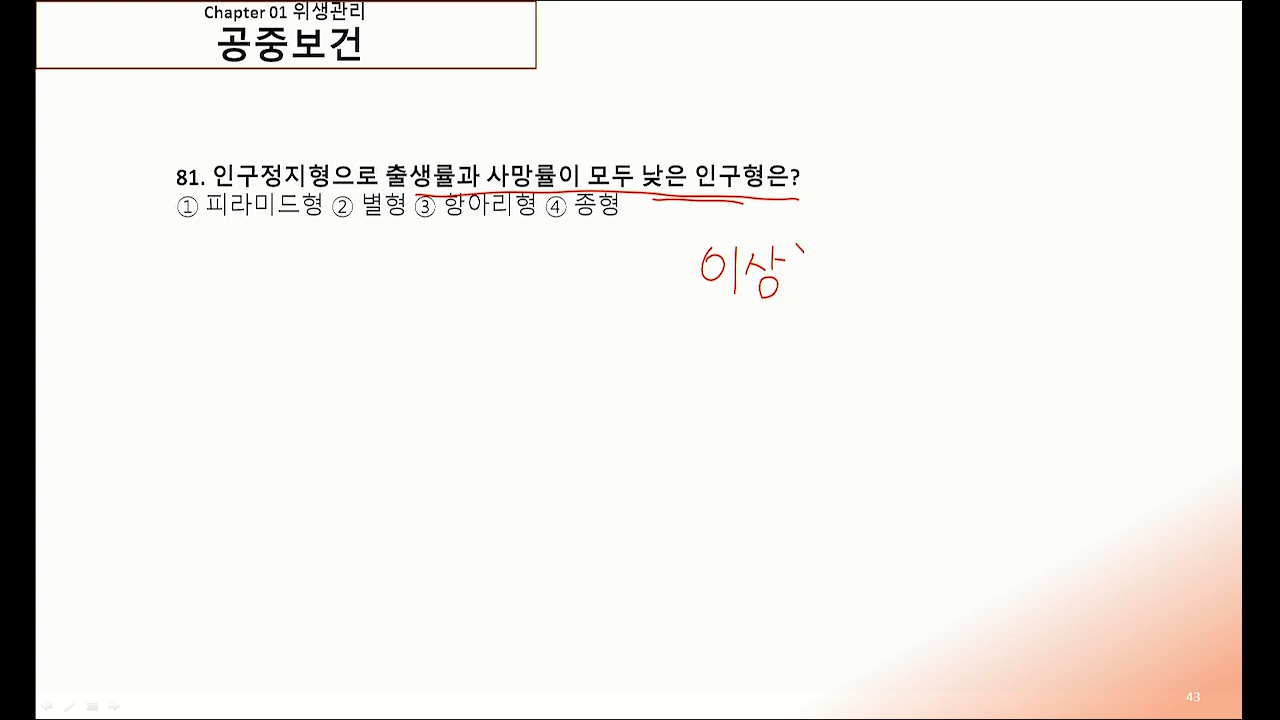 Chapter 01 위생관리
공중보건
81. 인구정지형으로 출생률과 사망률이 모두 낮은 인구형은?
① 피라미드형 ② 별형 ③ 항아리형 ④ 종형
이상
43